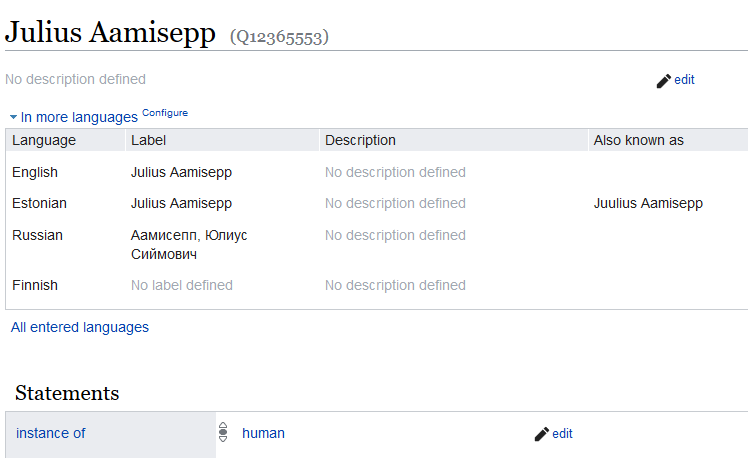 Julius Aamisepp (Q12365553)
No description defined edit
In more languages Configure
Language Label Description Also known as
English Julius Aamisepp No description defined
Estonian Julius Aamisepp No description defined Juulius Aamisepp
Russian Аамисепп, Юлиус No description defined
Сиймович
Finnish No label defined No description defined
All entered languages
Statements
instance of human edit